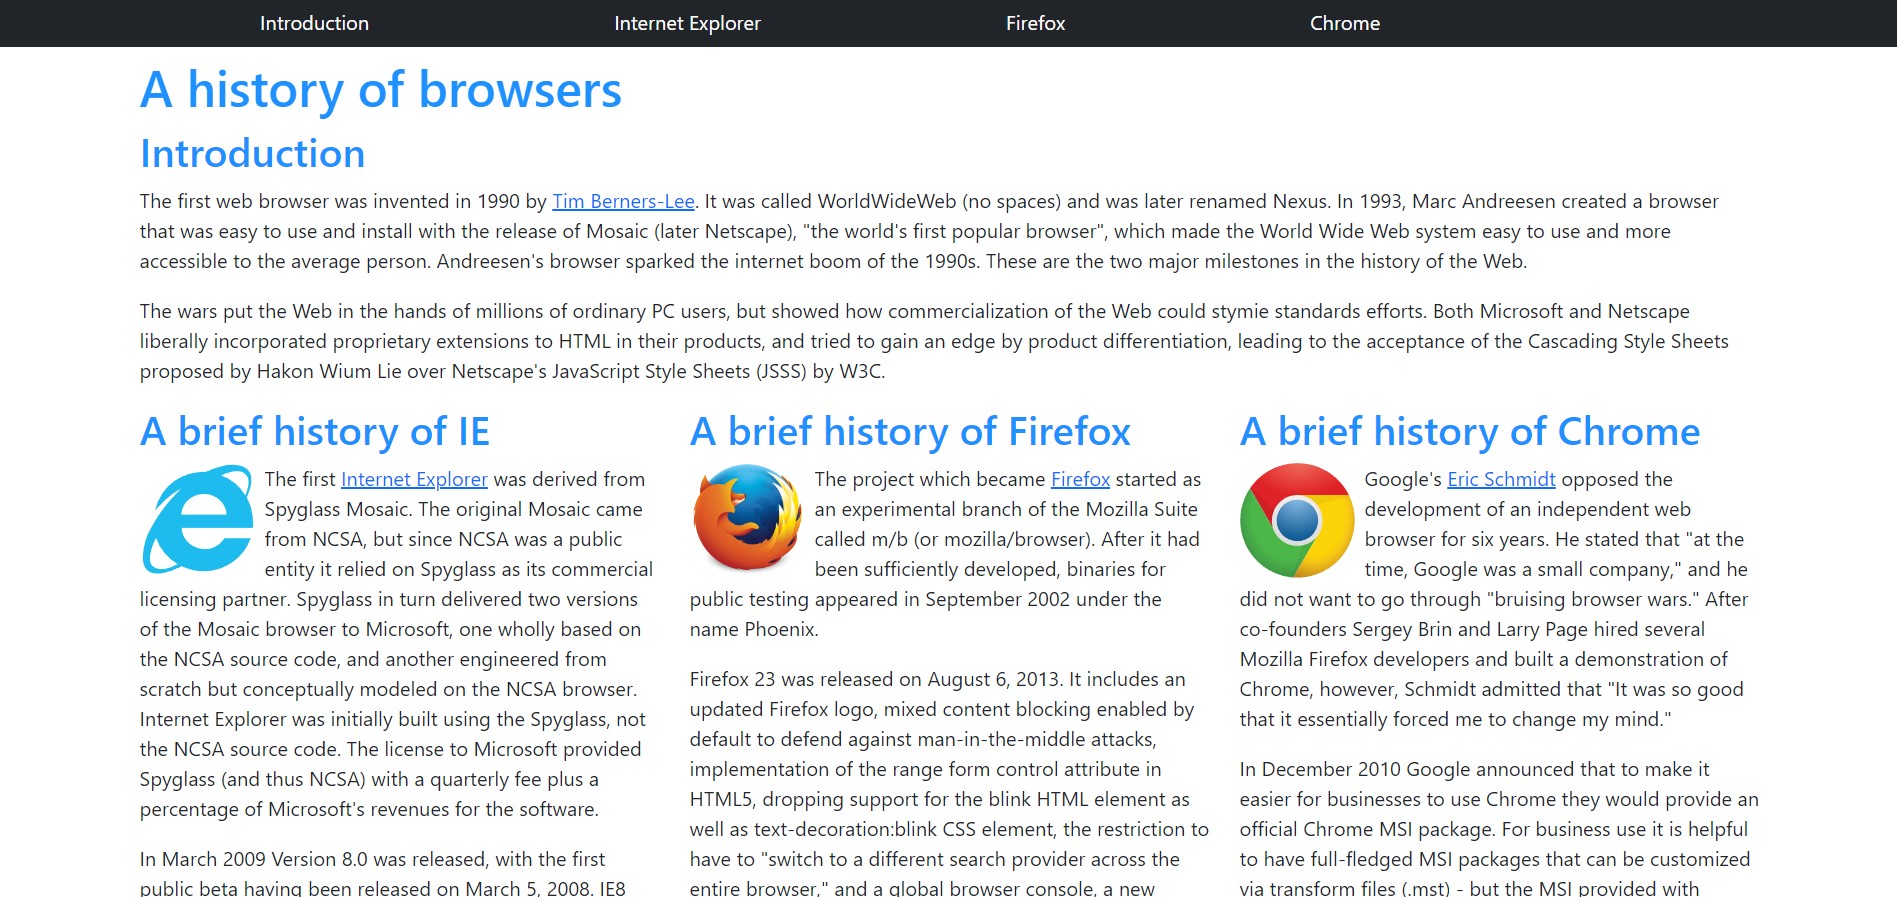 Introduction
Internet Explorer
Firefox
Chrome
A history of browsers
Introduction
The first web browser was invented in 1990 by Tim Berners-Lee. It was called WorldWideWeb (no spaces) and was later renamed Nexus. In 1993, Marc Andreesen created a browser
that was easy to use and install with the release of Mosaic (later Netscape), "the world's first popular browser", which made the World Wide Web system easy to use and more
accessible to the average person. Andreesen's browser sparked the internet boom of the 1990s. These are the two major milestones in the history of the Web.
The wars put the Web in the hands of millions of ordinary PC users, but showed how commercialization of the Web could stymie standards efforts. Both Microsoft and Netscape
liberally incorporated proprietary extensions to HTML in their products, and tried to gain an edge by product differentiation, leading to the acceptance of the Cascading Style Sheets
proposed by Hakon Wium Lie over Netscape's JavaScript Style Sheets (JSSS) by W3C.
A brief history of IE
The first Internet Explorer was derived from
Spyglass Mosaic. The original Mosaic came
from NCSA, but since NCSA was a public
entity it relied on Spyglass as its commercial
licensing partner. Spyglass in turn delivered two versions
of the Mosaic browser to Microsoft, one wholly based on
the NCSA source code, and another engineered from
scratch but conceptually modeled on the NCSA browser.
Internet Explorer was initially built using the Spyglass, not
the NCSA source code. The license to Microsoft provided
Spyglass (and thus NCSA) with a quarterly fee plus a
percentage of Microsoft's revenues for the software.
In March 2009 Version 8.0 was released, with the first
public beta having been released on March 5, 2008. IE8
A brief history of Firefox
The project which became Firefox started as
an experimental branch of the Mozilla Suite
called m/b (or mozilla/browser). After it had
been sufficiently developed, binaries for
public testing appeared in September 2002 under the
name Phoenix.
Firefox 23 was released on August 6, 2013. It includes an
updated Firefox logo, mixed content blocking enabled by
default to defend against man-in-the-middle attacks,
implementation of the range form control attribute in
HTML5, dropping support for the blink HTML element as
well as text-decoration:blink CSS element, the restriction to
have to "switch to a different search provider across the
entire browser," and a global browser console, a new
A brief history of Chrome
Google's Eric Schmidt opposed the
development of an independent web
browser for six years. He stated that "at the
time, Google was a small company," and he
did not want to go through "bruising browser wars." After
co-founders Sergey Brin and Larry Page hired several
Mozilla Firefox developers and built a demonstration of
Chrome, however, Schmidt admitted that "It was so good
that it essentially forced me to change my mind."
In December 2010 Google announced that to make it
easier for businesses to use Chrome they would provide an
official Chrome MSI package. For business use it is helpful
to have full-fledged MSI packages that can be customized
via transform files (.mst) - but the MSI provided with